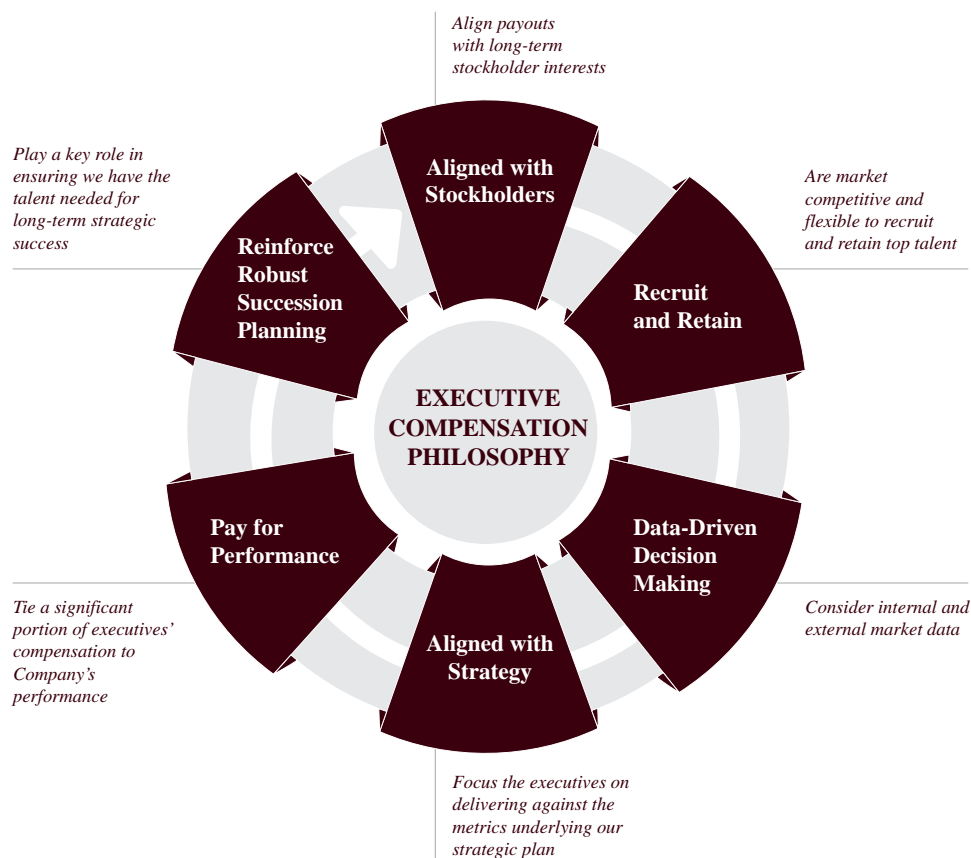 Align payouts
with long-term
stockholder interests
Aligned with
Stockholders
Are market
competitive and
flexible to recruit
and retain top talent
Recruit
and Retain
Data-Driven
Decision
Making
Consider internal and
external market data
Aligned with
Strategy
Focus the executives on
delivering against the
metrics underlying our
strategic plan
Pay for
Performance
Tie a significant
portion of executives’
compensation to
Company’s
performance
Reinforce
Robust
Succession
Planning
Play a key role in
ensuring we have the
talent needed for
long-term strategic
success
EXECUTIVE
COMPENSATION
PHILOSOPHY